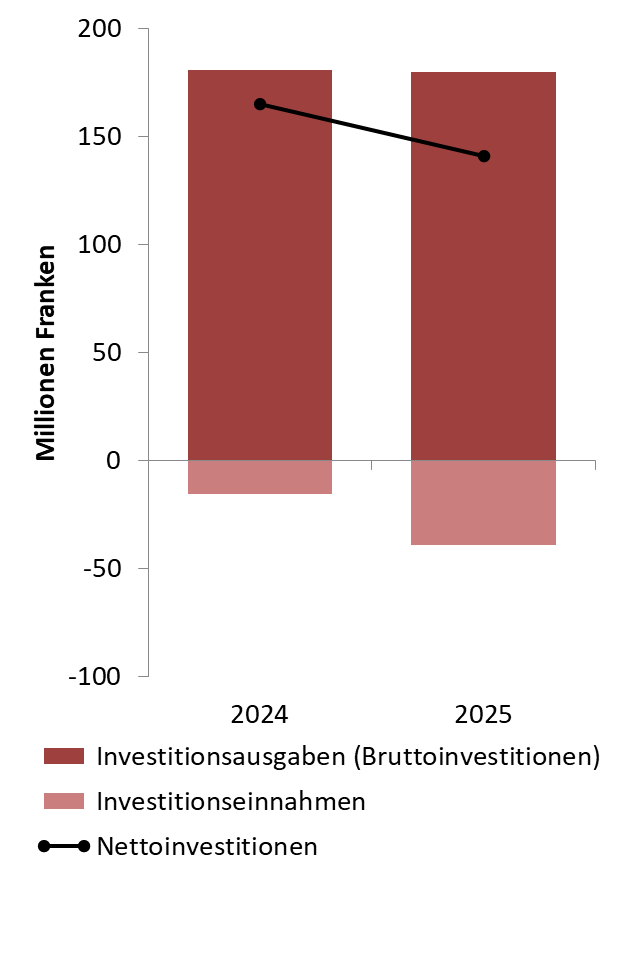 200
150
100
50
0
-50
-100
Millionen Franken
2024 2025
Investitionsausgaben (Bruttoinvestitionen)
Investitionseinnahmen
Nettoinvestitionen